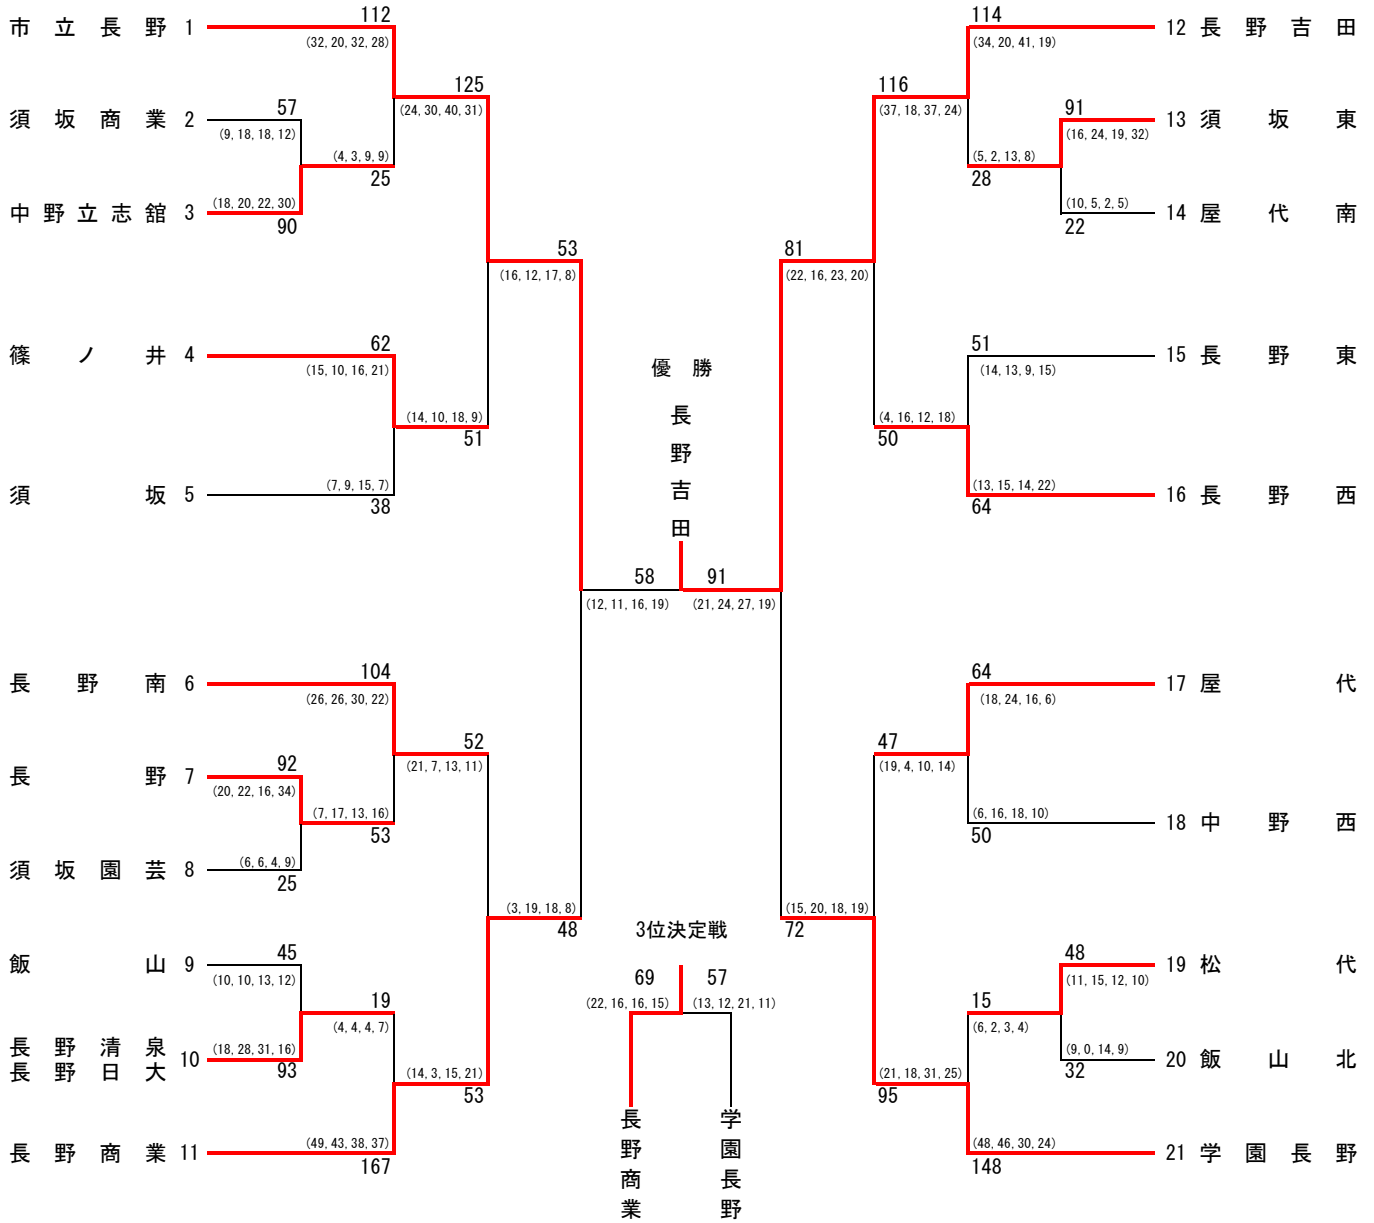 市立長野 1
112
(32, 20, 32, 28)
須坂商業 2
57
(9, 18, 18, 12)
中野立志舘 3
(18, 20, 22, 30)
90
(4, 3, 9, 9)
25
125
(24, 30, 40, 31)
篠ノ井 4
62
(15, 10, 16, 21)
須坂 5
(7, 9, 15, 7)
38
(14, 10, 18, 9)
51
53
(16, 12, 17, 8)
長野南 6
104
(26, 26, 30, 22)
長野 7
92
(20, 22, 16, 34)
須坂園芸 8
(6, 6, 4, 9)
25
(7, 17, 13, 16)
53
52
(21, 7, 13, 11)
飯山 9
45
(10, 10, 13, 12)
長野清泉
長野日大 10
(18, 28, 31, 16)
93
19
(4, 4, 4, 7)
長野商業 11
(49, 43, 38, 37)
167
(14, 3, 15, 21)
53
(3, 19, 18, 8)
48
優勝
長野吉田
58
(12, 11, 16, 19)
91
(21, 24, 27, 19)
3位決定戦
69
(22, 16, 16, 15)
57
(13, 12, 21, 11)
長野商業
学園長野
114
(34, 20, 41, 19)
12 長野吉田
91
(16, 24, 19, 32)
13 須坂東
(10, 5, 2, 5)
22
14 屋代南
(5, 2, 13, 8)
28
116
(37, 18, 37, 24)
51
(14, 13, 9, 15)
15 長野東
(13, 15, 14, 22)
64
16 長野西
(4, 16, 12, 18)
50
81
(22, 16, 23, 20)
64
(18, 24, 16, 6)
17 屋代
(6, 16, 18, 10)
50
18 中野西
47
(19, 4, 10, 14)
48
(11, 15, 12, 10)
19 松代
(9, 0, 14, 9)
32
20 飯山北
15
(6, 2, 3, 4)
(48, 46, 30, 24)
148
21 学園長野
(21, 18, 31, 25)
95
(15, 20, 18, 19)
72